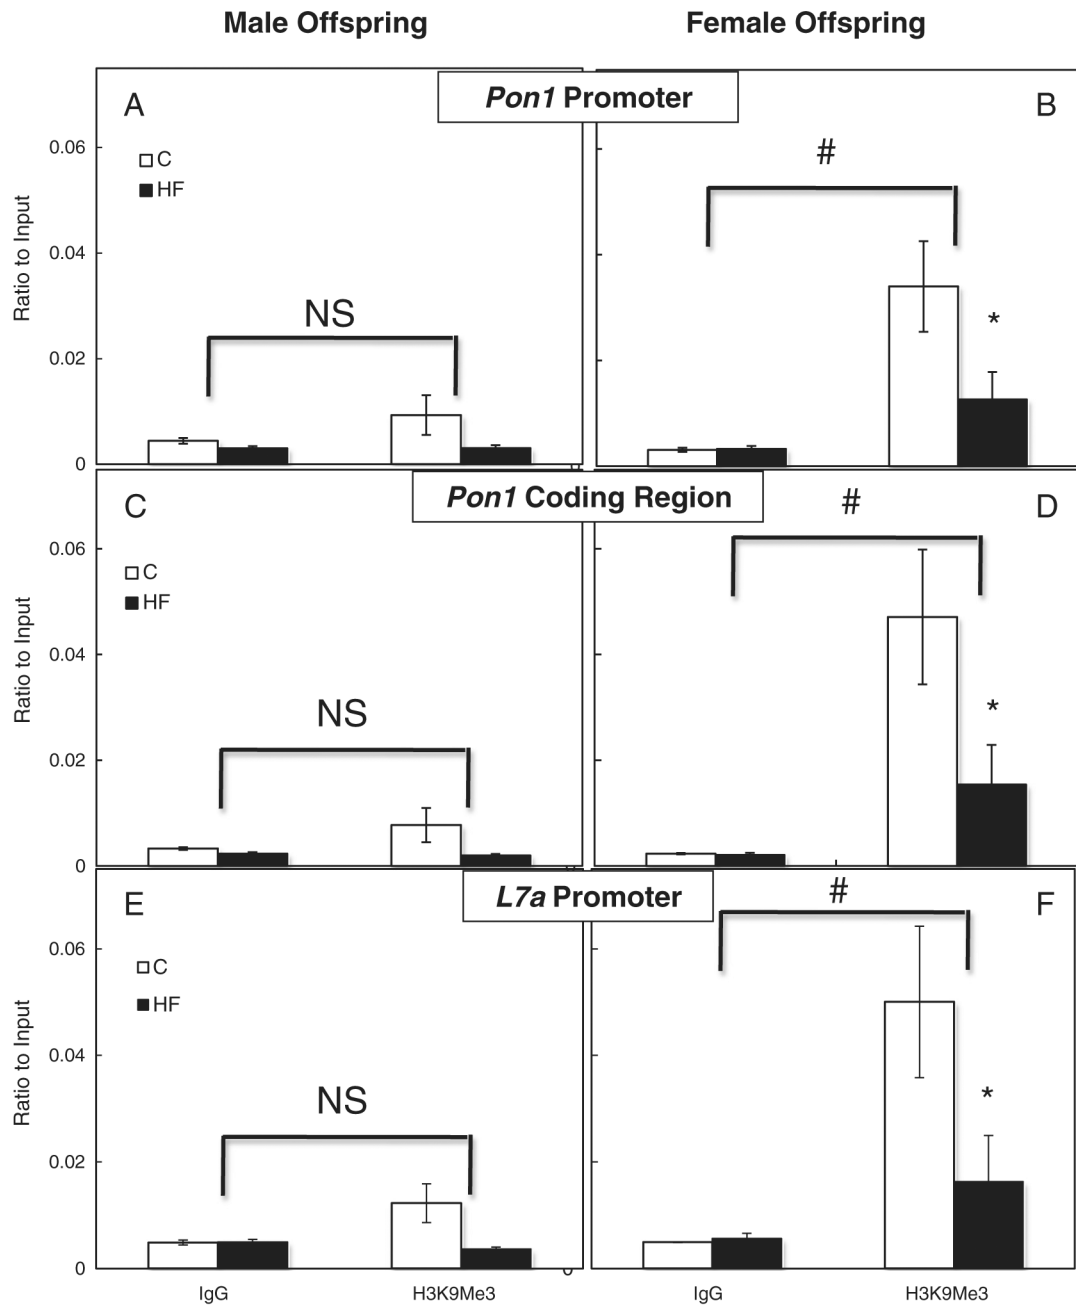 Male Offspring Female Offspring
Pon1 Promoter
A
B
0.06
0.04
0.02
0
Ratio to Input
C
HF
NS
#
*
Pon1 Coding Region
C
D
0.06
0.04
0.02
0
Ratio to Input
C
HF
NS
#
*
L7a Promoter
E
F
0.06
0.04
0.02
0
Ratio to Input
C
HF
NS
#
*
IgG H3K9Me3 IgG H3K9Me3